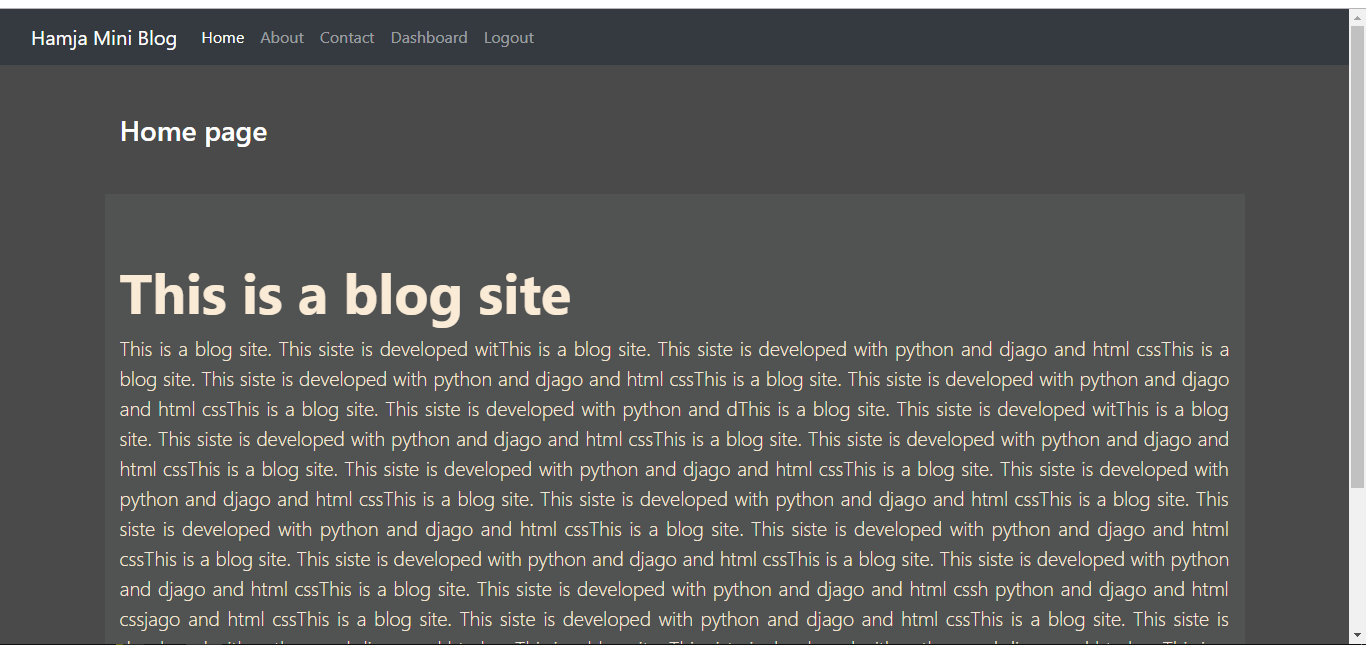 Hamja Mini Blog Home About Contact Dashboard Logout
Home page
This is a blog site
This is a blog site. This siste is developed witThis is a blog site. This siste is developed with python and djago and html cssThis is a
blog site. This siste is developed with python and djago and html cssThis is a blog site. This siste is developed with python and djago
and html cssThis is a blog site. This siste is developed with python and dThis is a blog site. This siste is developed witThis is a blog
site. This siste is developed with python and djago and html cssThis is a blog site. This siste is developed with python and djago and
html cssThis is a blog site. This siste is developed with python and djago and html cssThis is a blog site. This siste is developed with
python and djago and html cssThis is a blog site. This siste is developed with python and djago and html cssThis is a blog site. This
siste is developed with python and djago and html cssThis is a blog site. This siste is developed with python and djago and html
cssThis is a blog site. This siste is developed with python and djago and html cssThis is a blog site. This siste is developed with python
and djago and html cssThis is a blog site. This siste is developed with python and djago and html cssh python and djago and html
cssjago and html cssThis is a blog site. This siste is developed with python and djago and html cssThis is a blog site. This siste is